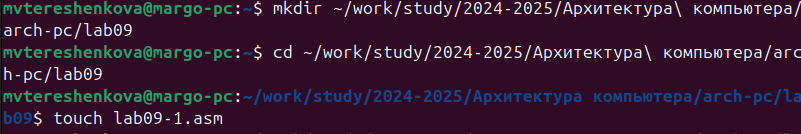 mvtereshenkova@margo-pc:~$ mkdir ~/work/study/2024-2025/Архитектура\ компьютера/
arch-pc/lab09
mvtereshenkova@margo-pc:~$ cd ~/work/study/2024-2025/Архитектура\ компьютера/arc
h-pc/lab09
mvtereshenkova@margo-pc:~/work/study/2024-2025/Архитектура компьютера/arch-pc/la
b09$ touch lab09-1.asm